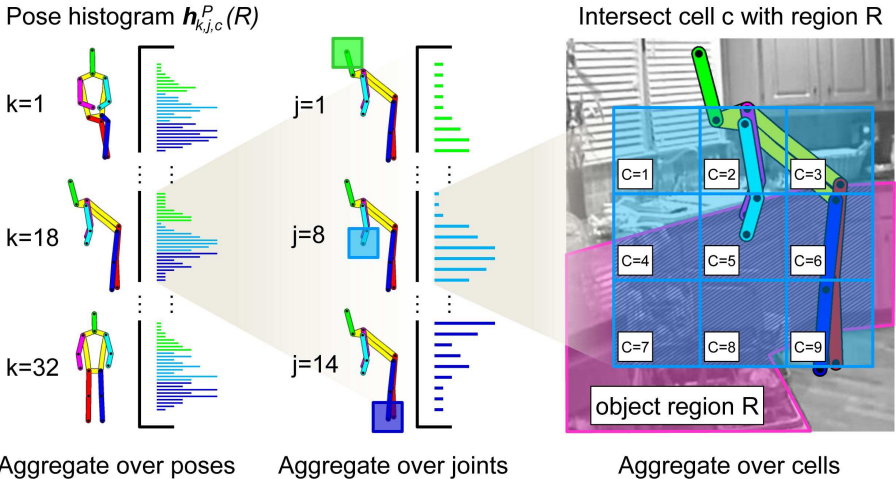 Pose histogram h^P_{k,j,c}(R)
Intersect cell c with region R
k=1
k=18
k=32
j=1
j=8
j=14
C=1
C=2
C=3
C=4
C=5
C=6
C=7
C=8
C=9
object region R
Aggregate over poses
Aggregate over joints
Aggregate over cells